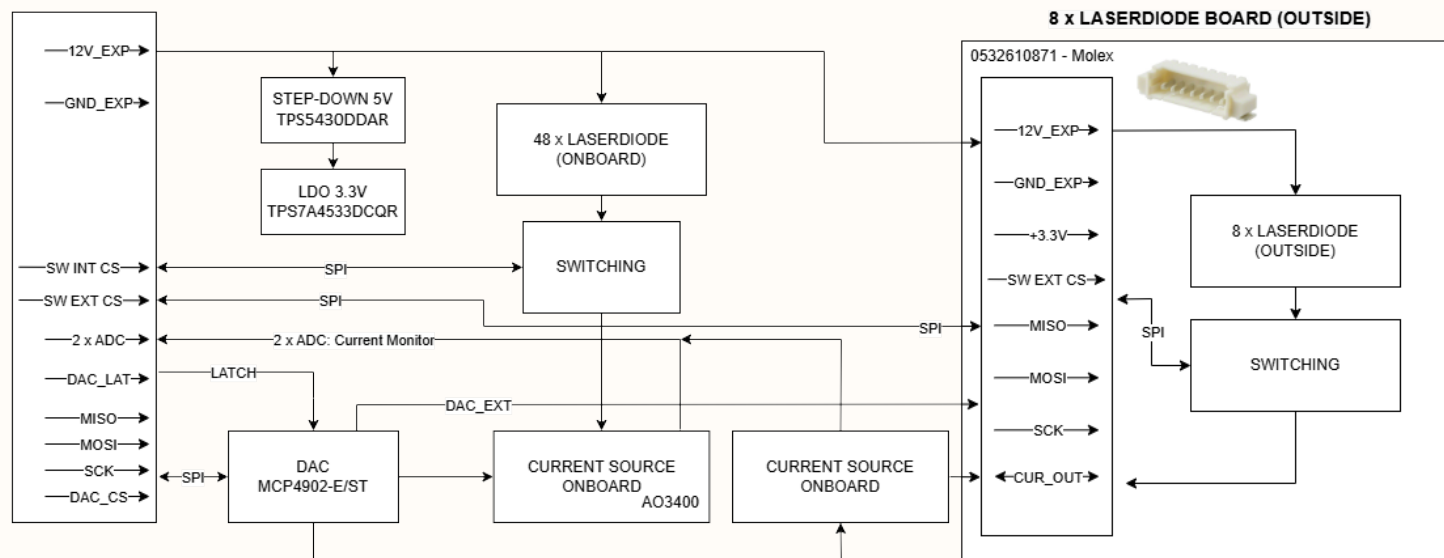 8 x LASERDIODE BOARD (OUTSIDE)
12V_EXP
GND_EXP
SW INT CS
SW EXT CS
2 x ADC
DAC_LAT
MISO
MOSI
SCK
DAC_CS
STEP-DOWN 5V
TPS5430DDAR
LDO 3.3V
TPS7A4533DCQR
48 x LASERDIODE
(ONBOARD)
SWITCHING
SPI
SPI
SPI
2 x ADC: Current Monitor
LATCH
DAC_EXT
SPI
DAC
MCP4902-E/ST
CURRENT SOURCE
ONBOARD
AO3400
CURRENT SOURCE
ONBOARD
0532610871 - Molex
12V_EXP
GND_EXP
+3.3V
SW EXT CS
MISO
MOSI
SCK
CUR_OUT
8 x LASERDIODE
(OUTSIDE)
SPI
SWITCHING